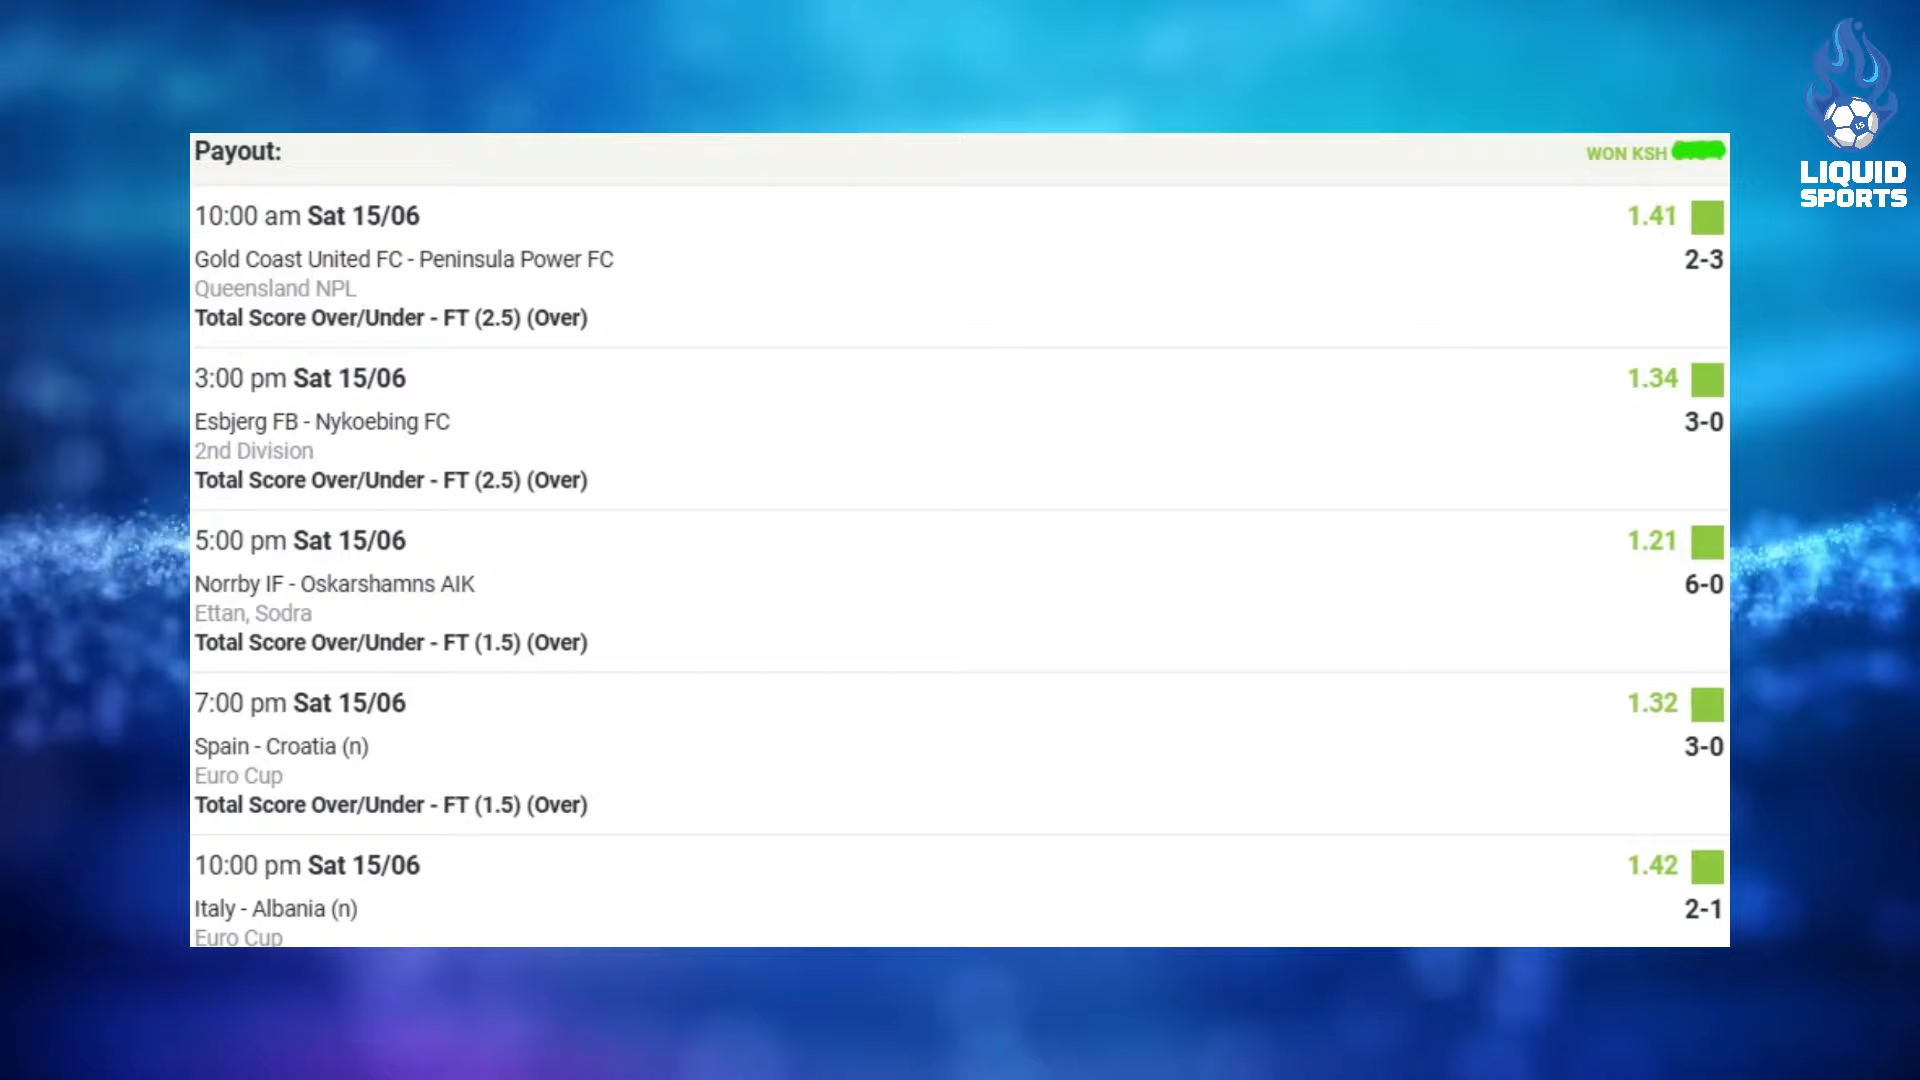 Payout:
WON KSH
10:00 am Sat 15/06
1.41
Gold Coast United FC - Peninsula Power FC
2-3
Queensland NPL
Total Score Over/Under - FT (2.5) (Over)
3:00 pm Sat 15/06
1.34
Esbjerg FB - Nykoebing FC
3-0
2nd Division
Total Score Over/Under - FT (2.5) (Over)
5:00 pm Sat 15/06
1.21
Norrby IF - Oskarshamns AIK
6-0
Ettan, Sodra
Total Score Over/Under - FT (1.5) (Over)
7:00 pm Sat 15/06
1.32
Spain - Croatia (n)
3-0
Euro Cup
Total Score Over/Under - FT (1.5) (Over)
10:00 pm Sat 15/06
1.42
Italy - Albania (n)
2-1
Euro Cup
LS
LIQUID
SPORTS